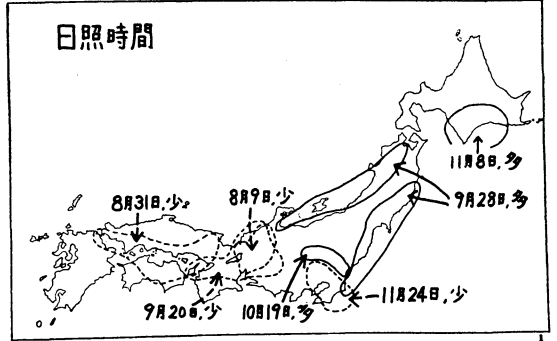 日照時間
11月8日,多
9月28日,多
8月31日,少
8月9日,少
9月20日,少
10月19日,多
11月24日,少